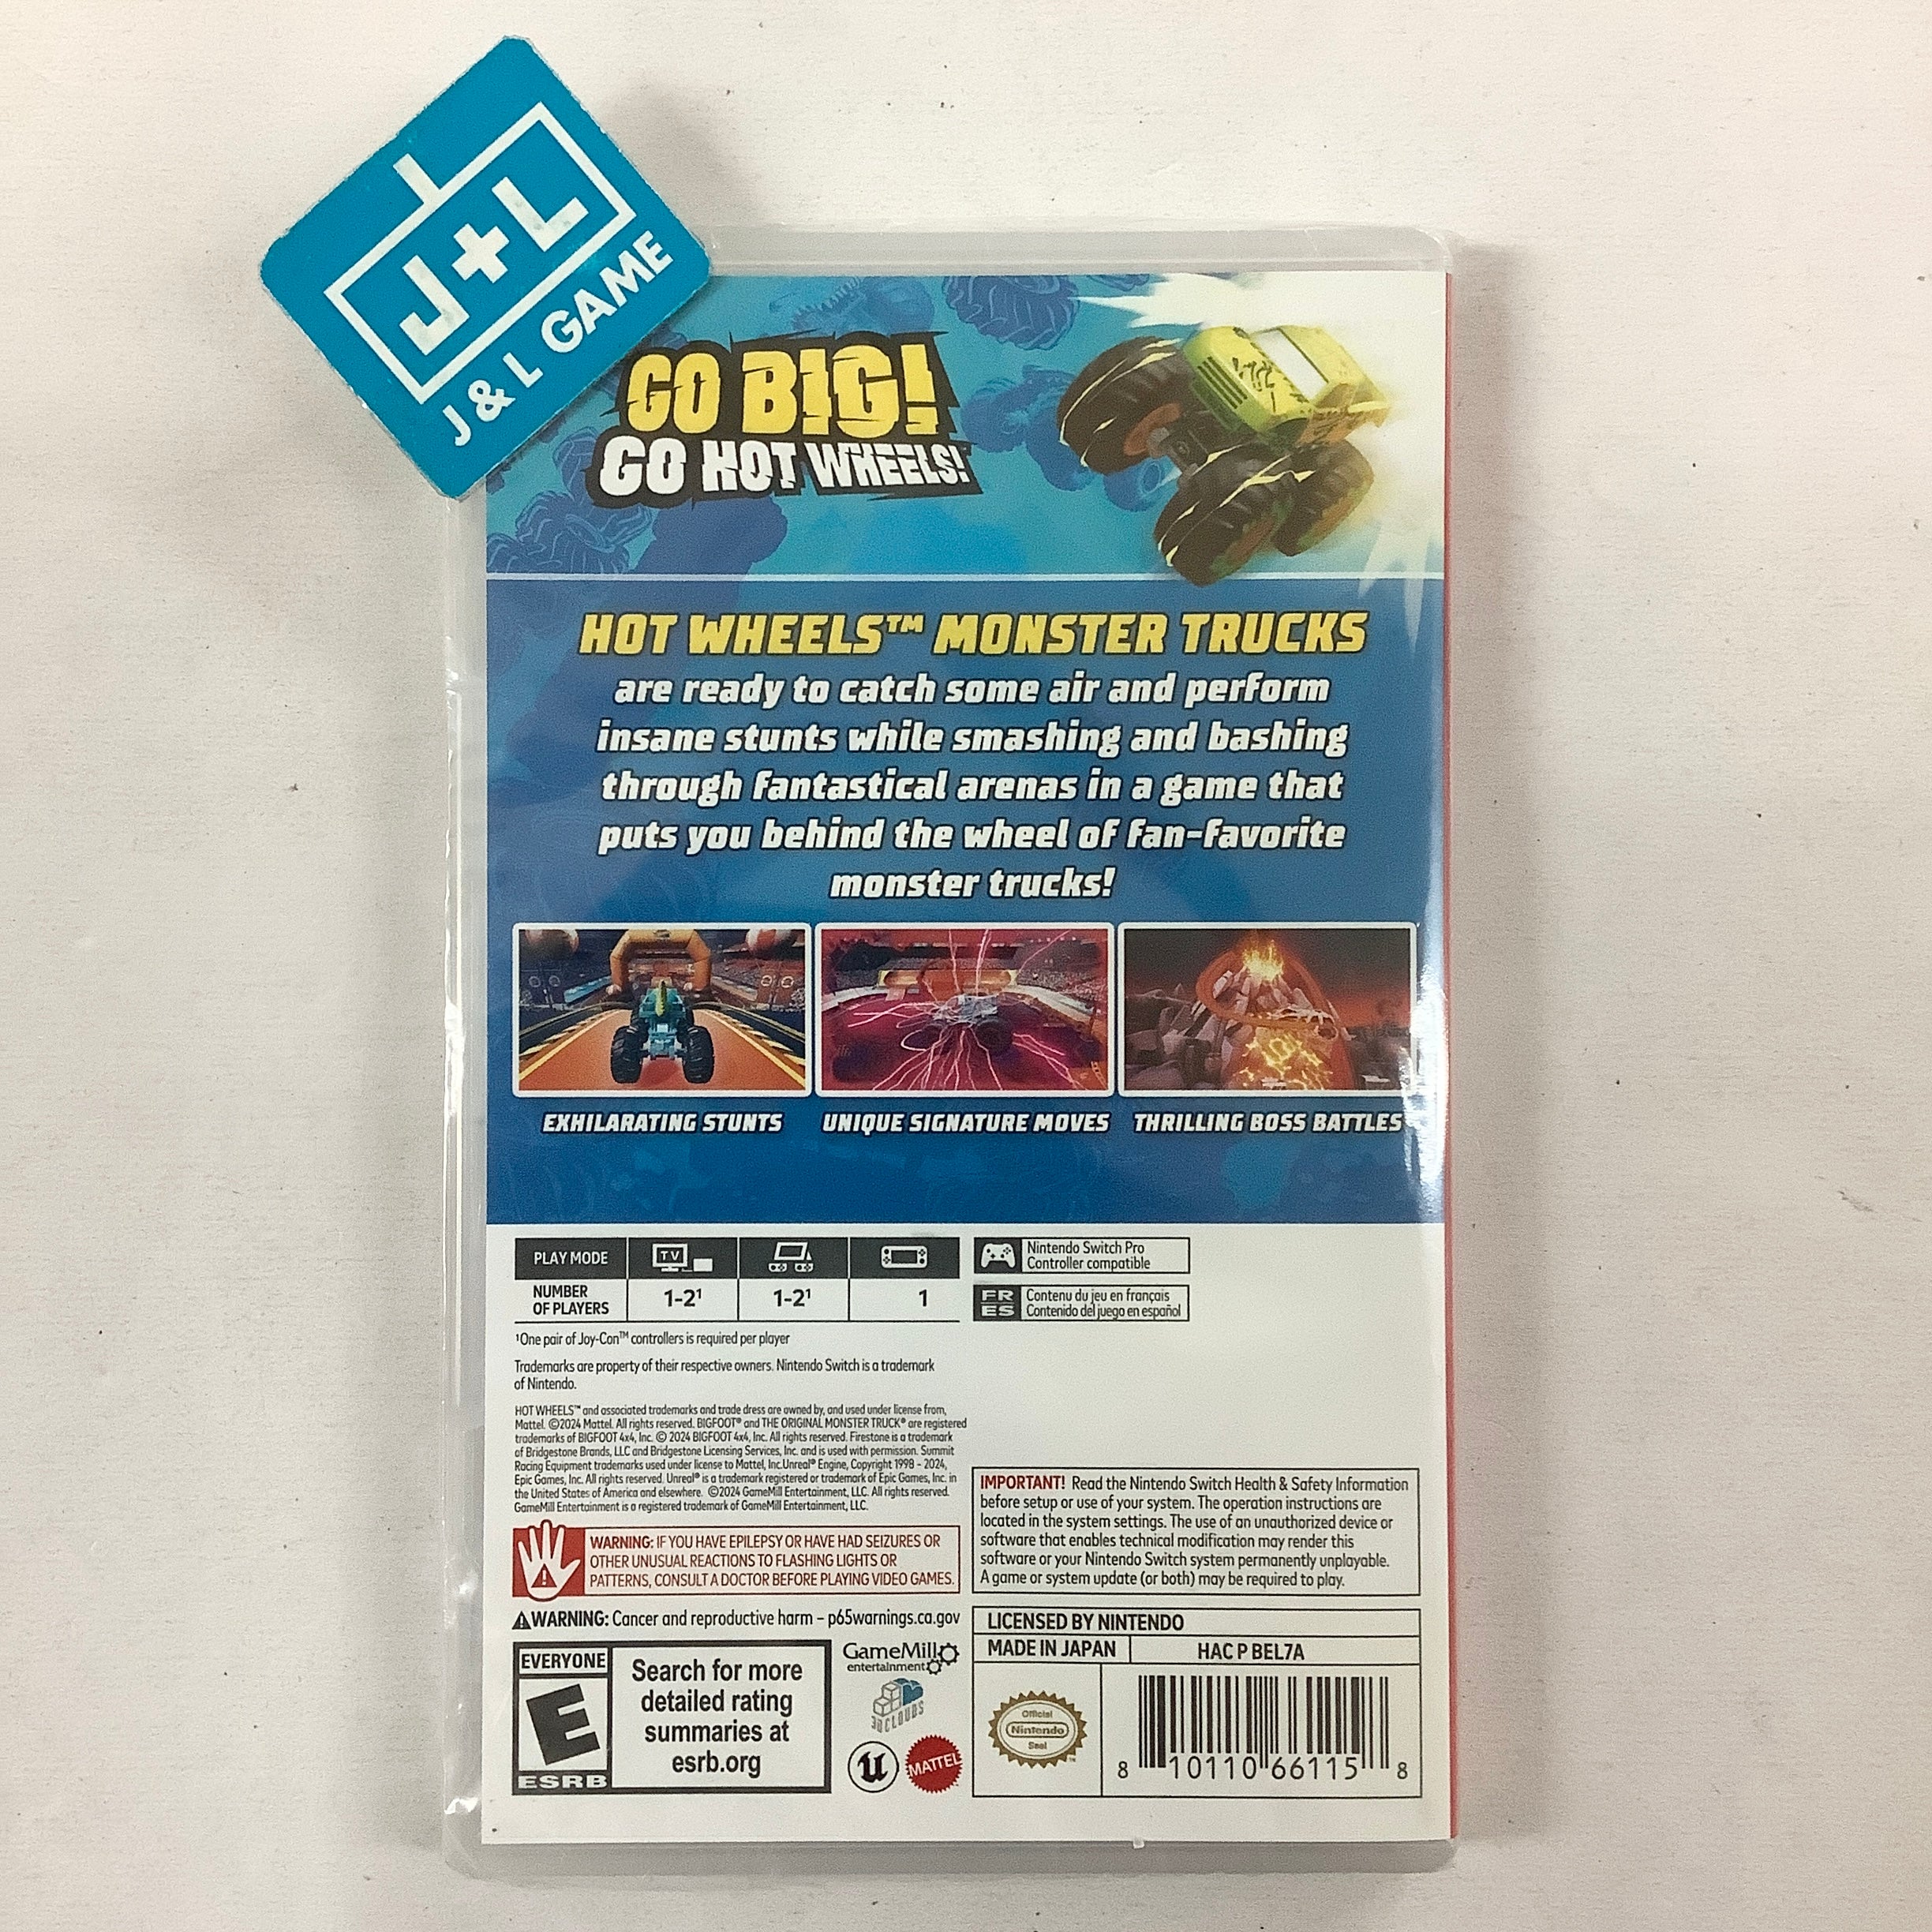 J+L
J & L GAME
GO BIG!
GO HOT WHEELS!
HOT WHEELS™ MONSTER TRUCKS
are ready to catch some air and perform
insane stunts while smashing and bashing
through fantastical arenas in a game that
puts you behind the wheel of fan-favorite
monster trucks!
EXHILARATING STUNTS
UNIQUE SIGNATURE MOVES
THRILLING BOSS BATTLES
PLAY MODE
TV
NUMBER
OF PLAYERS
1-2¹
1-2¹
1
Nintendo Switch Pro
Controller compatible
FR
ES
Contenu du jeu en français
Contenido del juego en español
¹One pair of Joy-Con™ controllers is required per player
Trademarks are property of their respective owners. Nintendo Switch is a trademark
of Nintendo.
HOT WHEELS™ and associated trademarks and trade dress are owned by, and used under license from,
Mattel. ©2024 Mattel. All rights reserved. BIGFOOT® and THE ORIGINAL MONSTER TRUCK® are registered
trademarks of BIGFOOT 4x4, Inc. © 2024 BIGFOOT 4x4, Inc. All rights reserved. Firestone is a trademark
of Bridgestone Brands, LLC and Bridgestone Licensing Services, Inc. and is used with permission. Summit
Racing Equipment trademarks used under license to Mattel, Inc.Unreal® Engine, Copyright 1998 - 2024,
Epic Games, Inc. All rights reserved. Unreal® is a trademark registered or trademark of Epic Games, Inc. in
the United States of America and elsewhere. ©2024 GameMill Entertainment, LLC. All rights reserved.
GameMill Entertainment is a registered trademark of GameMill Entertainment, LLC.
WARNING: IF YOU HAVE EPILEPSY OR HAVE HAD SEIZURES OR
OTHER UNUSUAL REACTIONS TO FLASHING LIGHTS OR
PATTERNS, CONSULT A DOCTOR BEFORE PLAYING VIDEO GAMES.
⚠WARNING: Cancer and reproductive harm – p65warnings.ca.gov
IMPORTANT! Read the Nintendo Switch Health & Safety Information
before setup or use of your system. The operation instructions are
located in the system settings. The use of an unauthorized device or
software that enables technical modification may render this
software or your Nintendo Switch system permanently unplayable.
A game or system update (or both) may be required to play.
EVERYONE
E
ESRB
Search for more
detailed rating
summaries at
esrb.org
GameMill
entertainment
3DCLOUDS
U
MATTEL
LICENSED BY NINTENDO
MADE IN JAPAN
HAC P BEL7A
Official
Nintendo
Seal
8 10110 66115 8